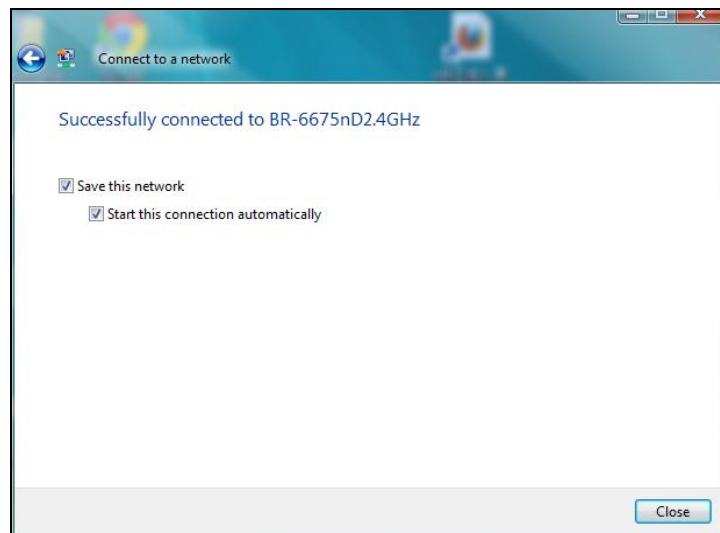 Connect to a network
Successfully connected to BR-6675nD2.4GHz
Save this network
Start this connection automatically
Close